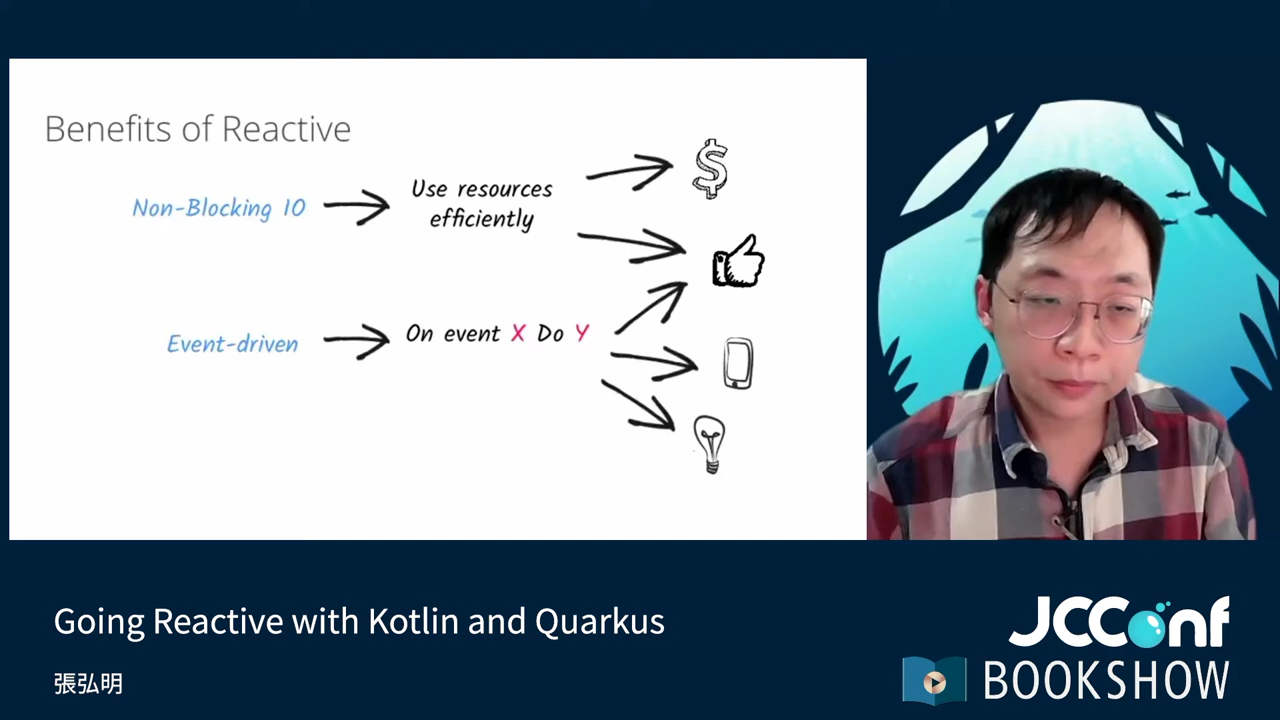 Benefits of Reactive
Non-Blocking IO
Use resources
efficiently
Event-driven
On event X Do Y
Going Reactive with Kotlin and Quarkus
張弘明
JCConf
BOOKSHOW